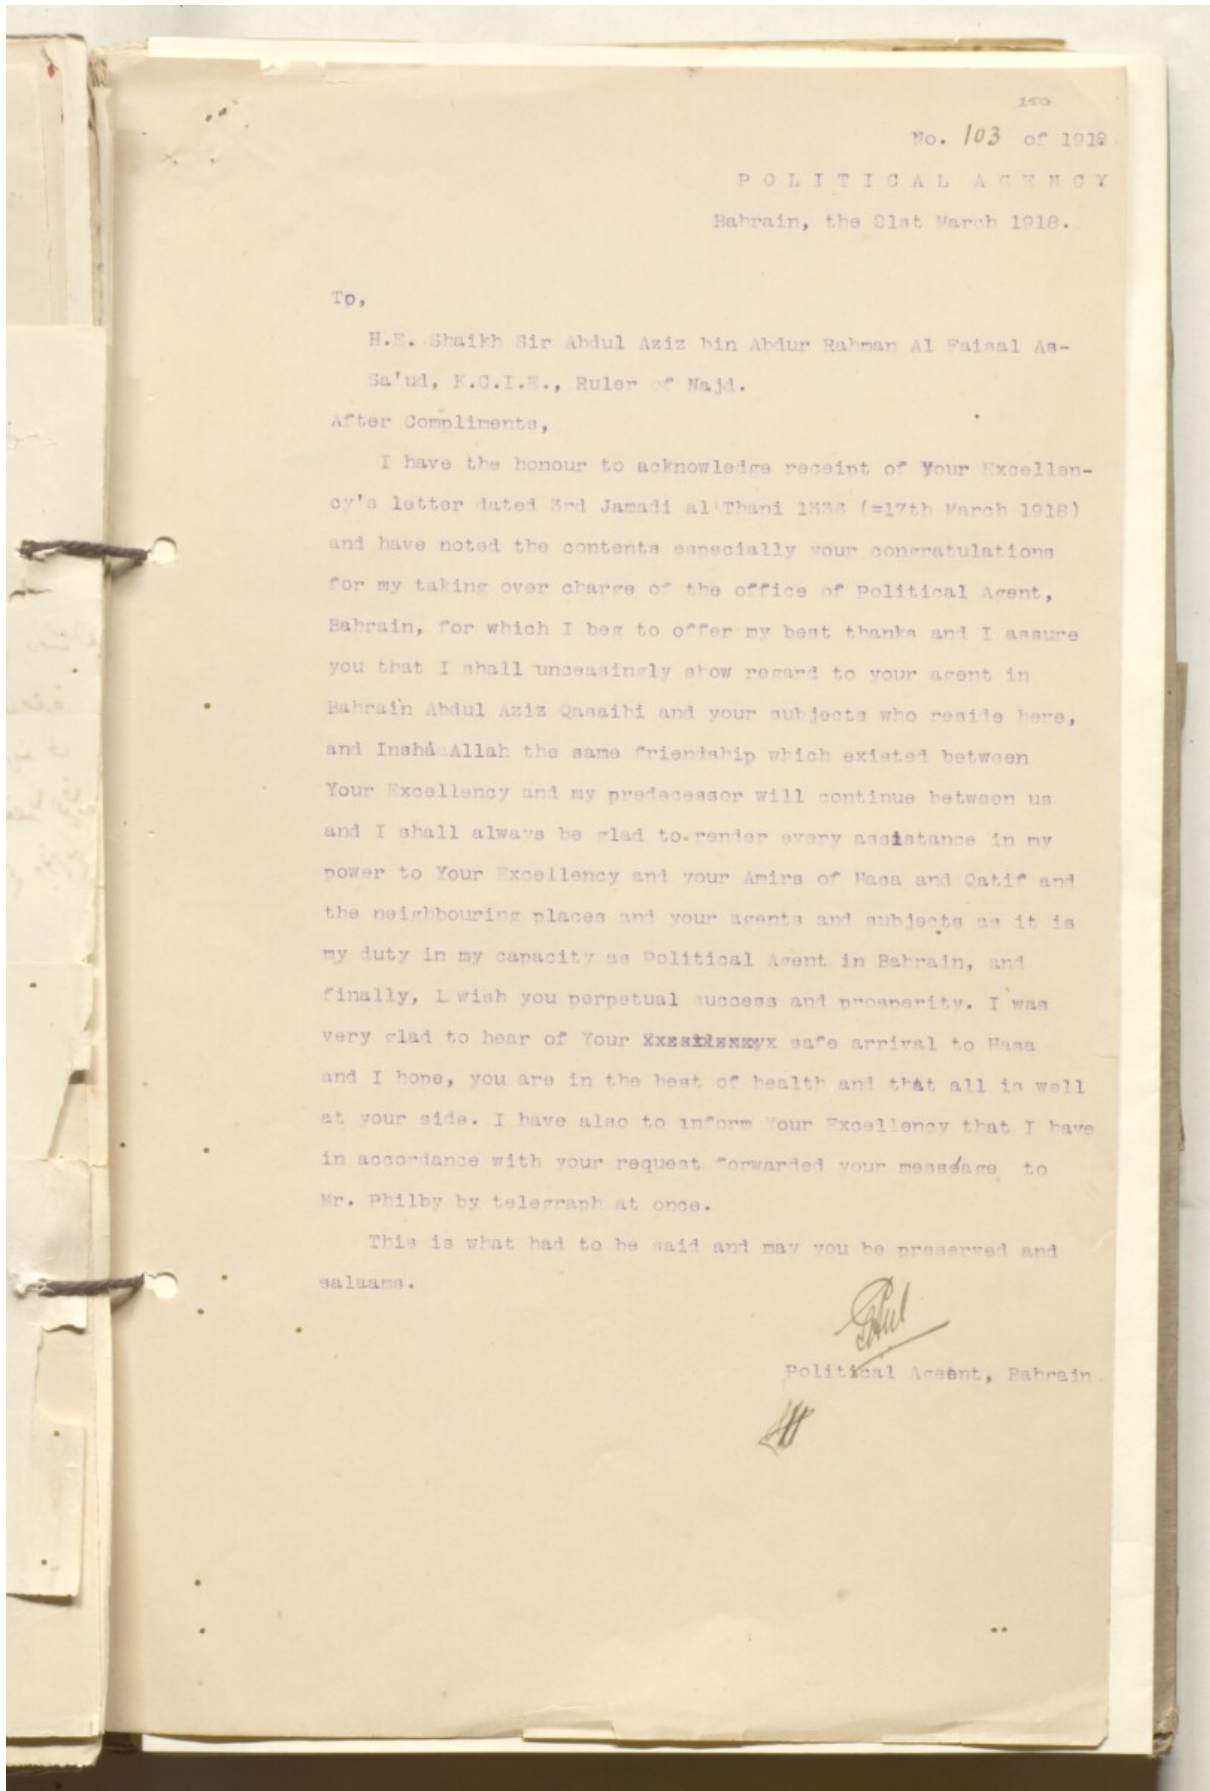 150
No. 103 of 1918
POLITICAL AGENCY
Bahrain, the 21st March 1918.
To,
H.E. Shaikh Sir Abdul Aziz bin Abdur Rahman Al Faisal As-
Sa'ud, K.C.I.E., Ruler of Najd.
After Compliments,
I have the honour to acknowledge receipt of Your Excellen-
cy's letter dated 3rd Jamadi al Thani 1336 (=17th March 1918)
and have noted the contents especially your congratulations
for my taking over charge of the office of Political Agent,
Bahrain, for which I beg to offer my best thanks and I assure
you that I shall unceasingly show regard to your agent in
Bahrain Abdul Aziz Qasaibi and your subjects who reside here,
and Insha Allah the same friendship which existed between
Your Excellency and my predecessor will continue between us
and I shall always be glad to render every assistance in my
power to Your Excellency and your Amirs of Hasa and Qatif and
the neighbouring places and your agents and subjects as it is
my duty in my capacity as Political Agent in Bahrain, and
finally, I wish you perpetual success and prosperity. I was
very glad to hear of Your safe arrival to Hasa
and I hope, you are in the best of health and that all is well
at your side. I have also to inform Your Excellency that I have
in accordance with your request forwarded your message to
Mr. Philby by telegraph at once.
This is what had to be said and may you be preserved and
salaams.
Political Agent, Bahrain